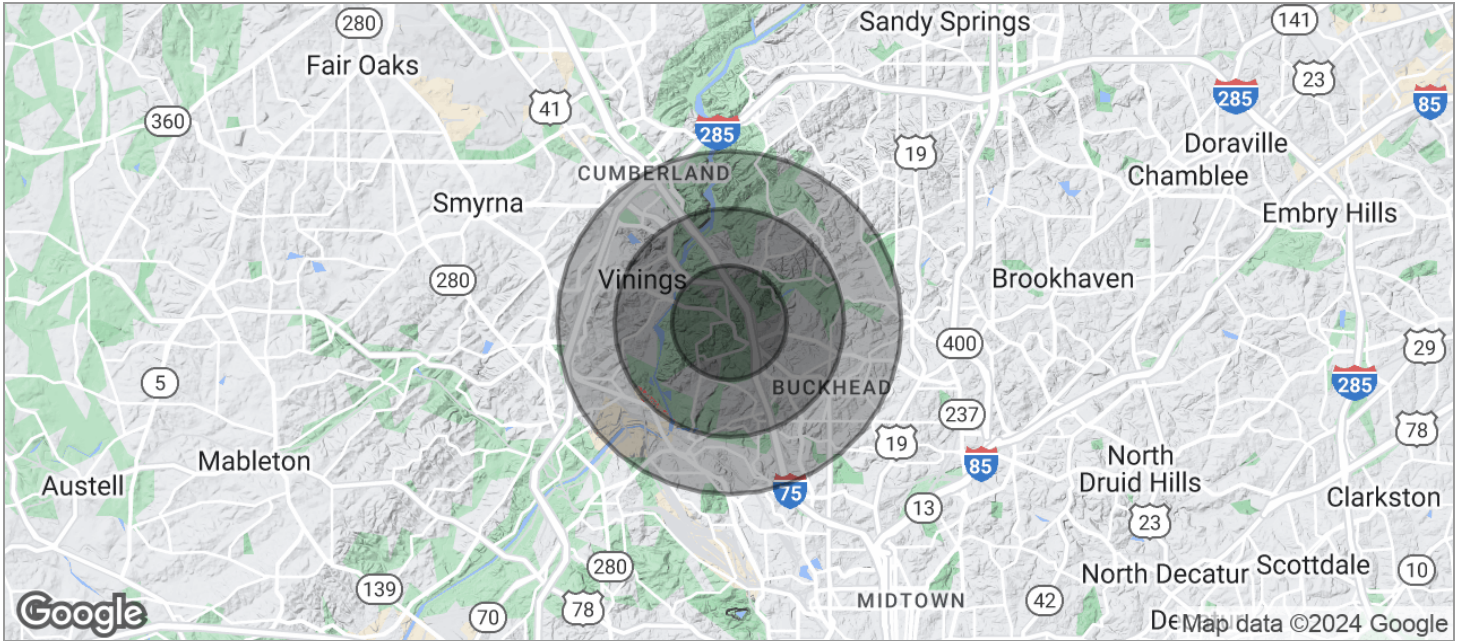 280
141
Sandy Springs
Fair Oaks
23
41
285
85
360
285
19
Doraville
CUMBERLAND
Chamblee
Smyrna
Embry Hills
280
Vinings
Brookhaven
400
29
5
BUCKHEAD
285
237
78
19
Mableton
85
North
Druid Hills
Austell
75
Clarkston
13
23
280
Scottdale
10
North Decatur
139
78
70
MIDTOWN
42
Google
Map data ©2024 Google